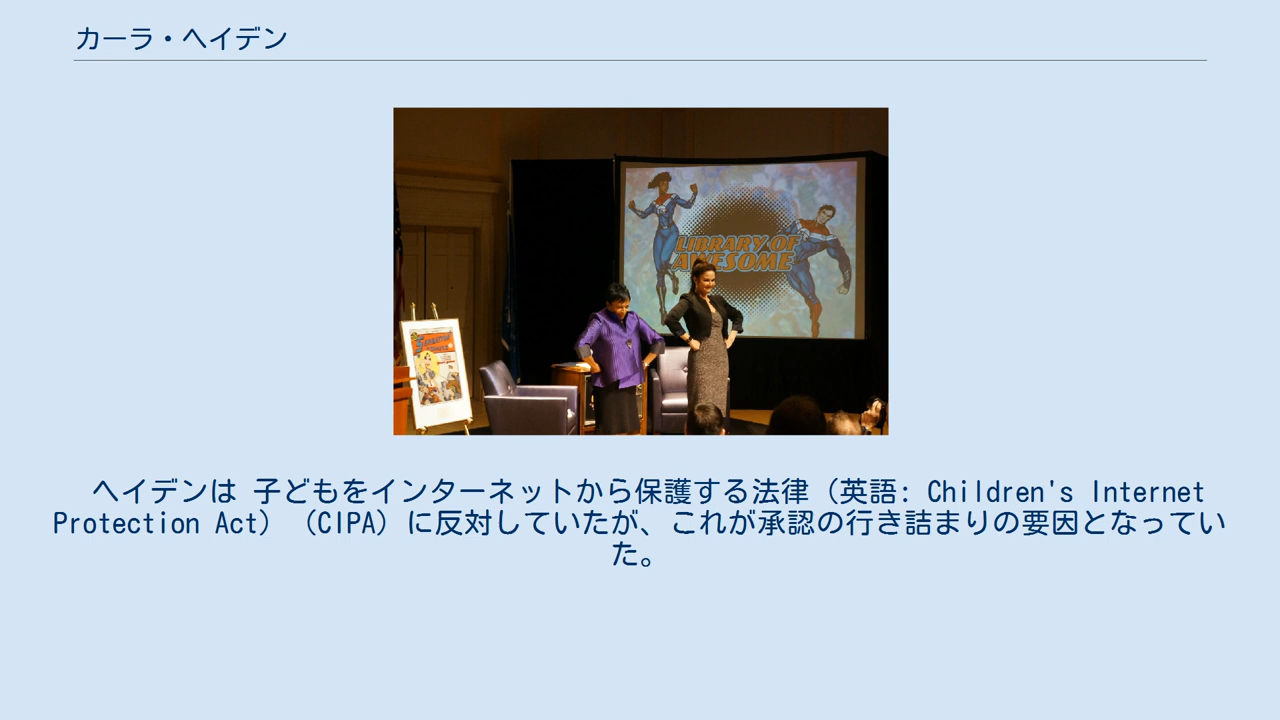 カーラ・ヘイデン
LIBRARY OF
AWESOME
SENSATION
ヘイデンは 子どもをインターネットから保護する法律（英語: Children's Internet
Protection Act）（CIPA）に反対していたが、これが承認の行き詰まりの要因となってい
た。